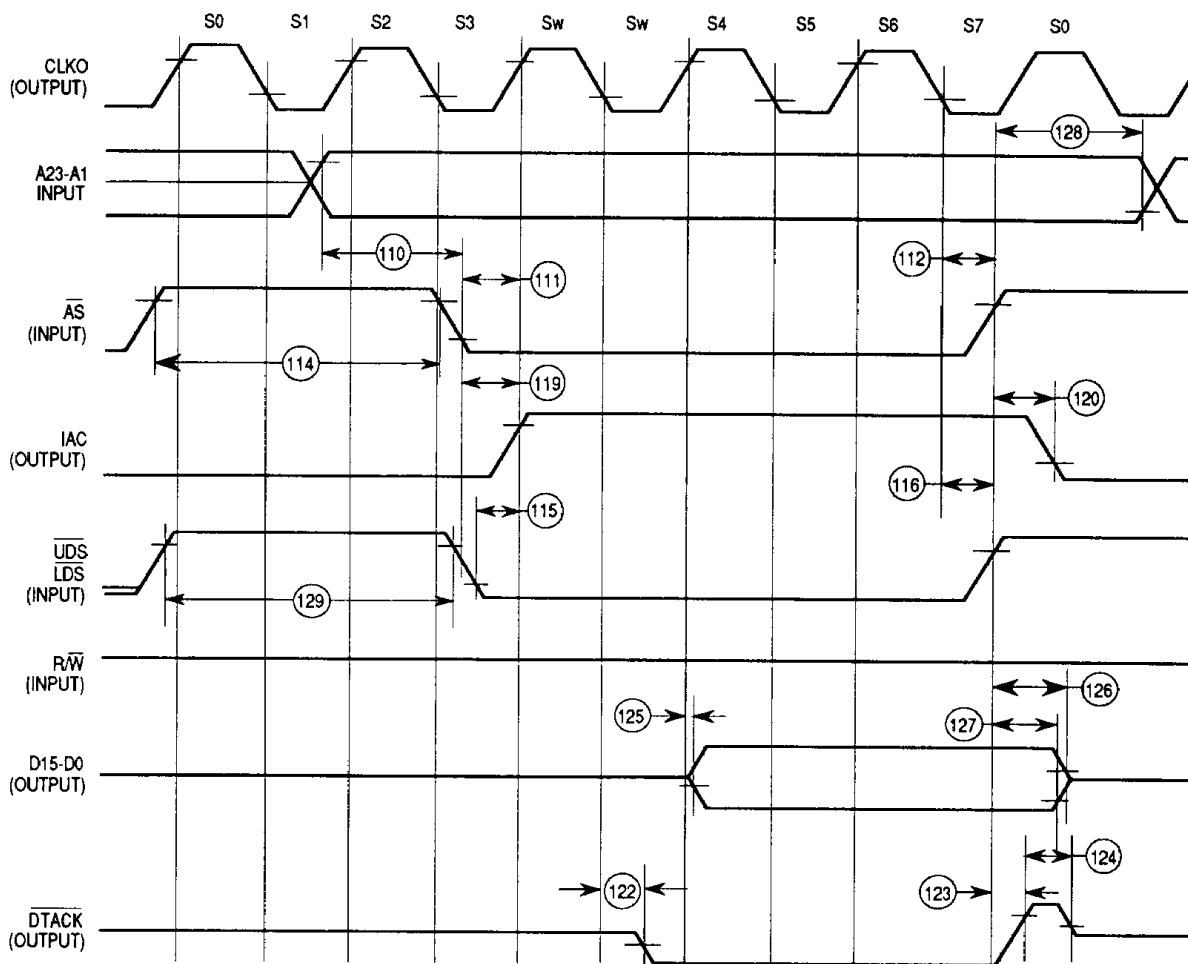 S0 S1 S2 S3 Sw Sw S4 S5 S6 S7 S0
CLKO
(OUTPUT)
128
A23-A1
INPUT
110
112
111
AS
(INPUT)
114
119
120
IAC
(OUTPUT)
116
115
UDS
LDS
(INPUT)
129
R/W
(INPUT)
126
125
127
D15-D0
(OUTPUT)
124
122
123
DTACK
(OUTPUT)